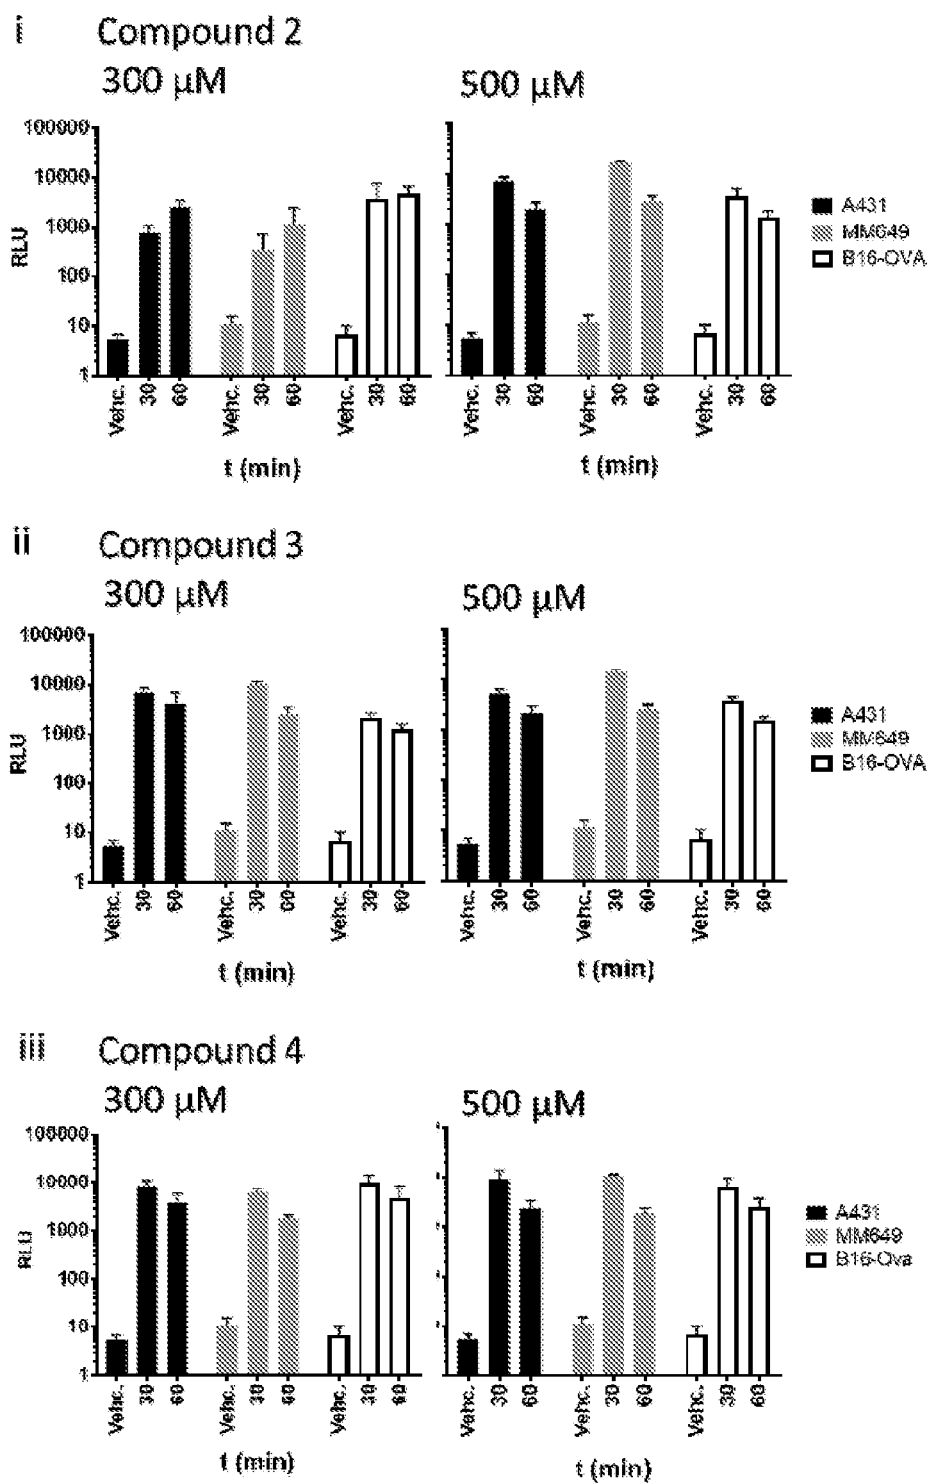 i Compound 2
300 µM
500 µM
100000
10000
1000
100
10
1
RLU
Vehc. 30 60 Vehc. 30 60 Vehc. 30 60
t (min)
Vehc. 30 60 Vehc. 30 60 Vehc. 30 60
t (min)
A431
MM649
B16-OVA
ii Compound 3
300 µM
500 µM
100000
10000
1000
100
10
1
RLU
Vehc. 30 60 Vehc. 30 60 Vehc. 30 60
t (min)
Vehc. 30 60 Vehc. 30 60 Vehc. 30 60
t (min)
A431
MM649
B16-OVA
iii Compound 4
300 µM
500 µM
100000
10000
1000
100
10
1
RLU
Vehc. 30 60 Vehc. 30 60 Vehc. 30 60
t (min)
Vehc. 30 60 Vehc. 30 60 Vehc. 30 60
t (min)
A431
MM649
B16-Ova